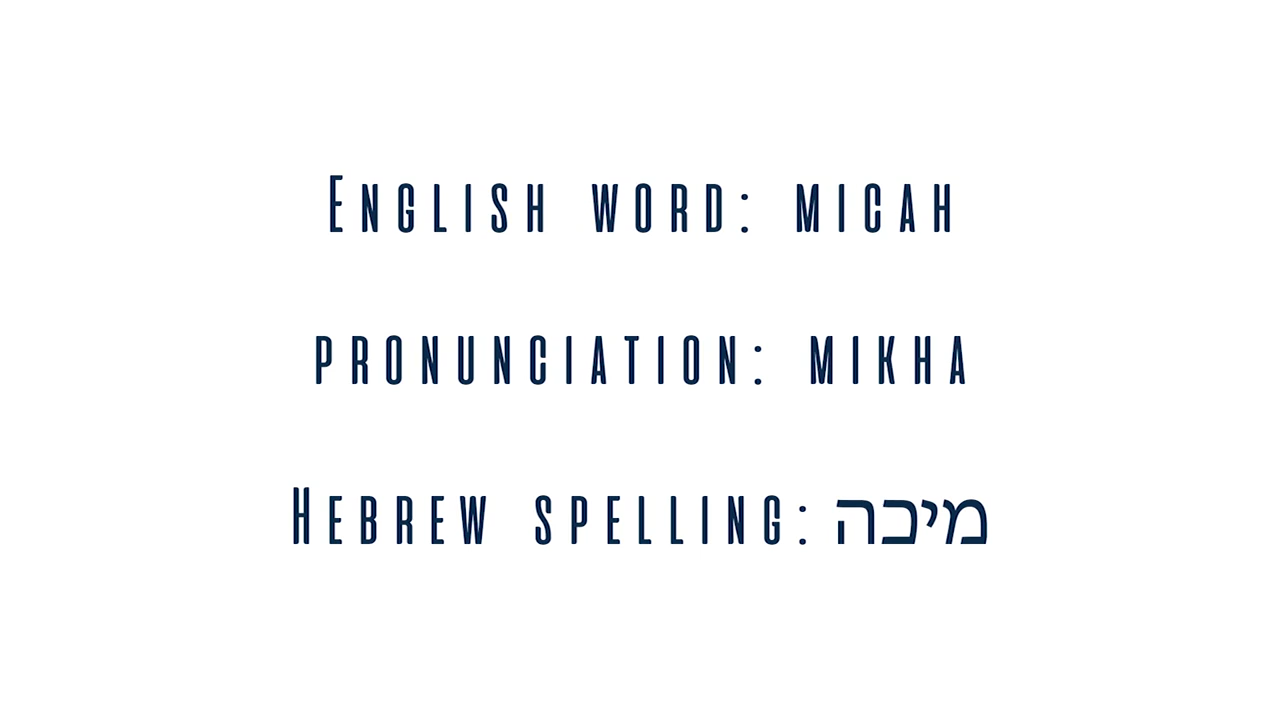 English word: micah
pronunciation: mikha
Hebrew spelling: מיכה